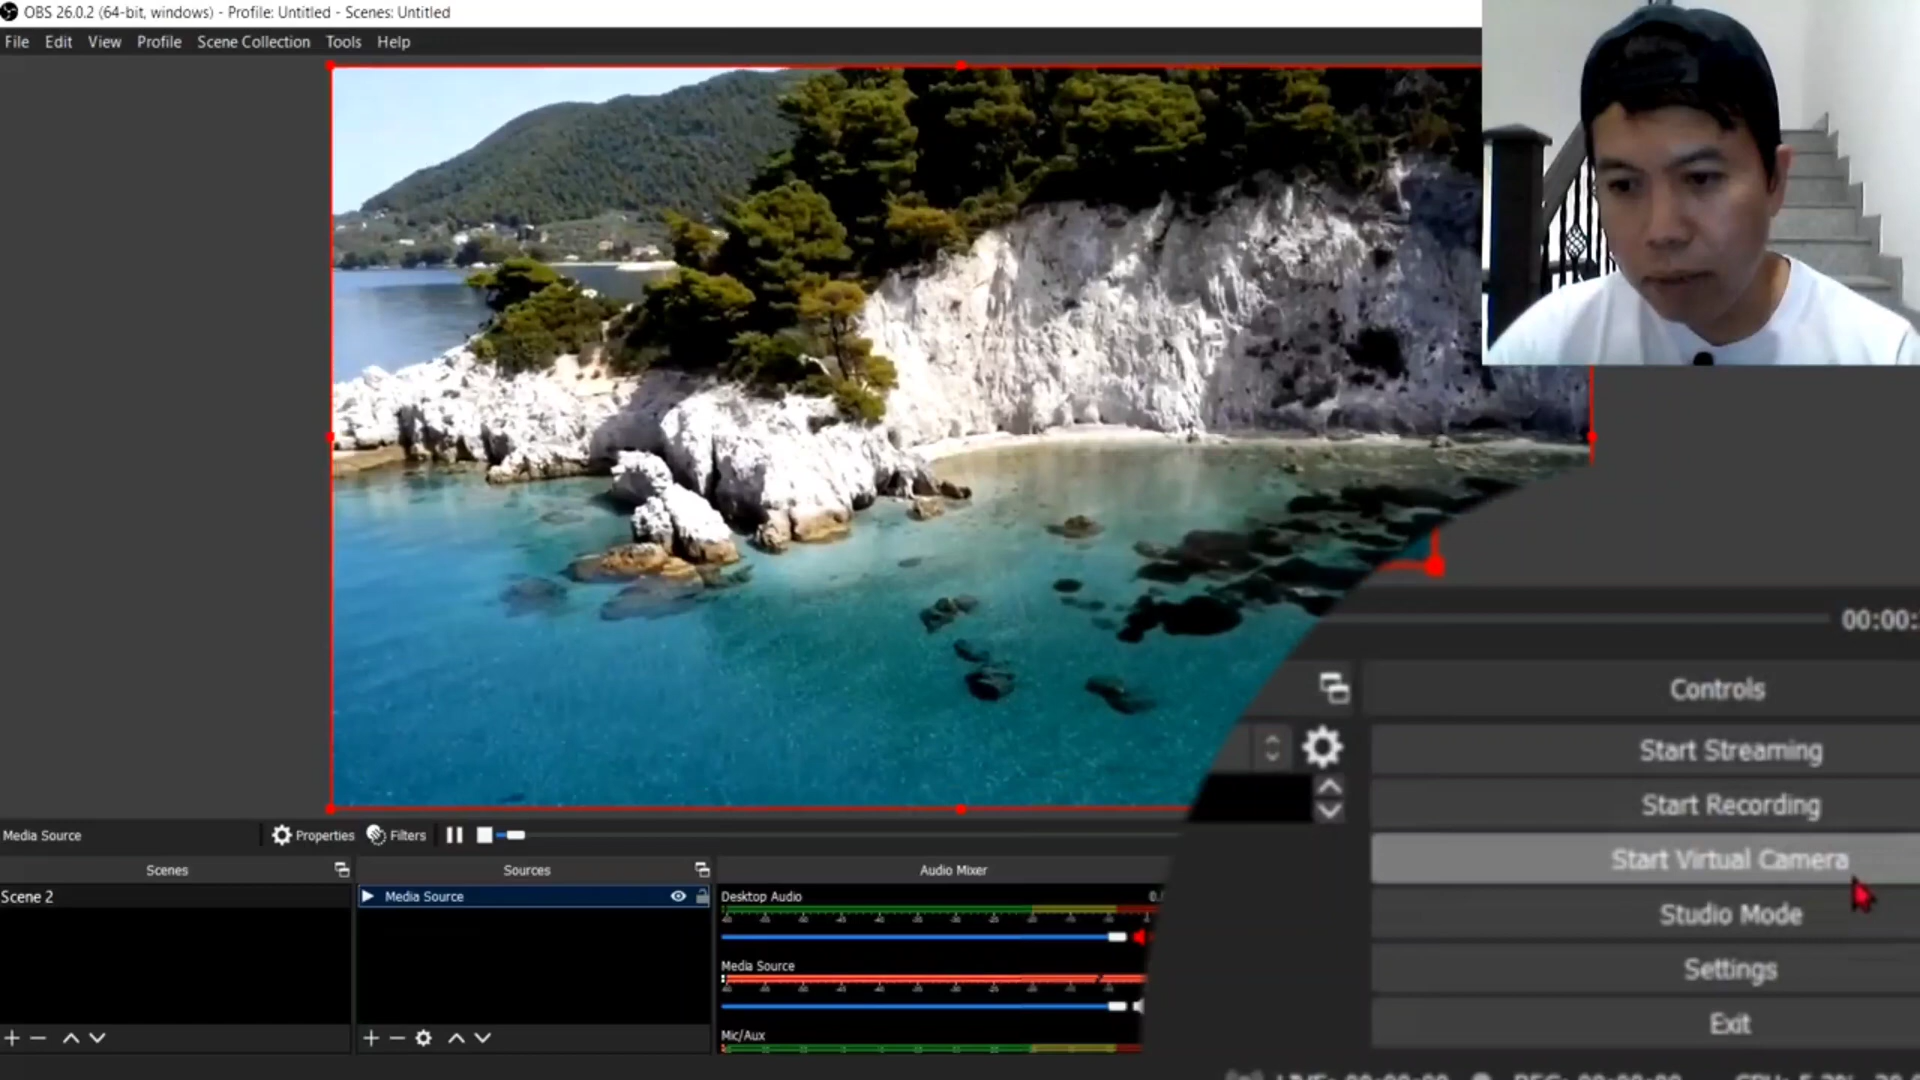 OBS 26.0.2 (64-bit, windows) - Profile: Untitled - Scenes: Untitled
File Edit View Profile Scene Collection Tools Help
00:00:
Controls
Start Streaming
Start Recording
Start Virtual Camera
Studio Mode
Settings
Exit
Media Source
Properties Filters
Scenes
Scene 2
Sources
Media Source
Audio Mixer
Desktop Audio
Media Source
Mic/Aux